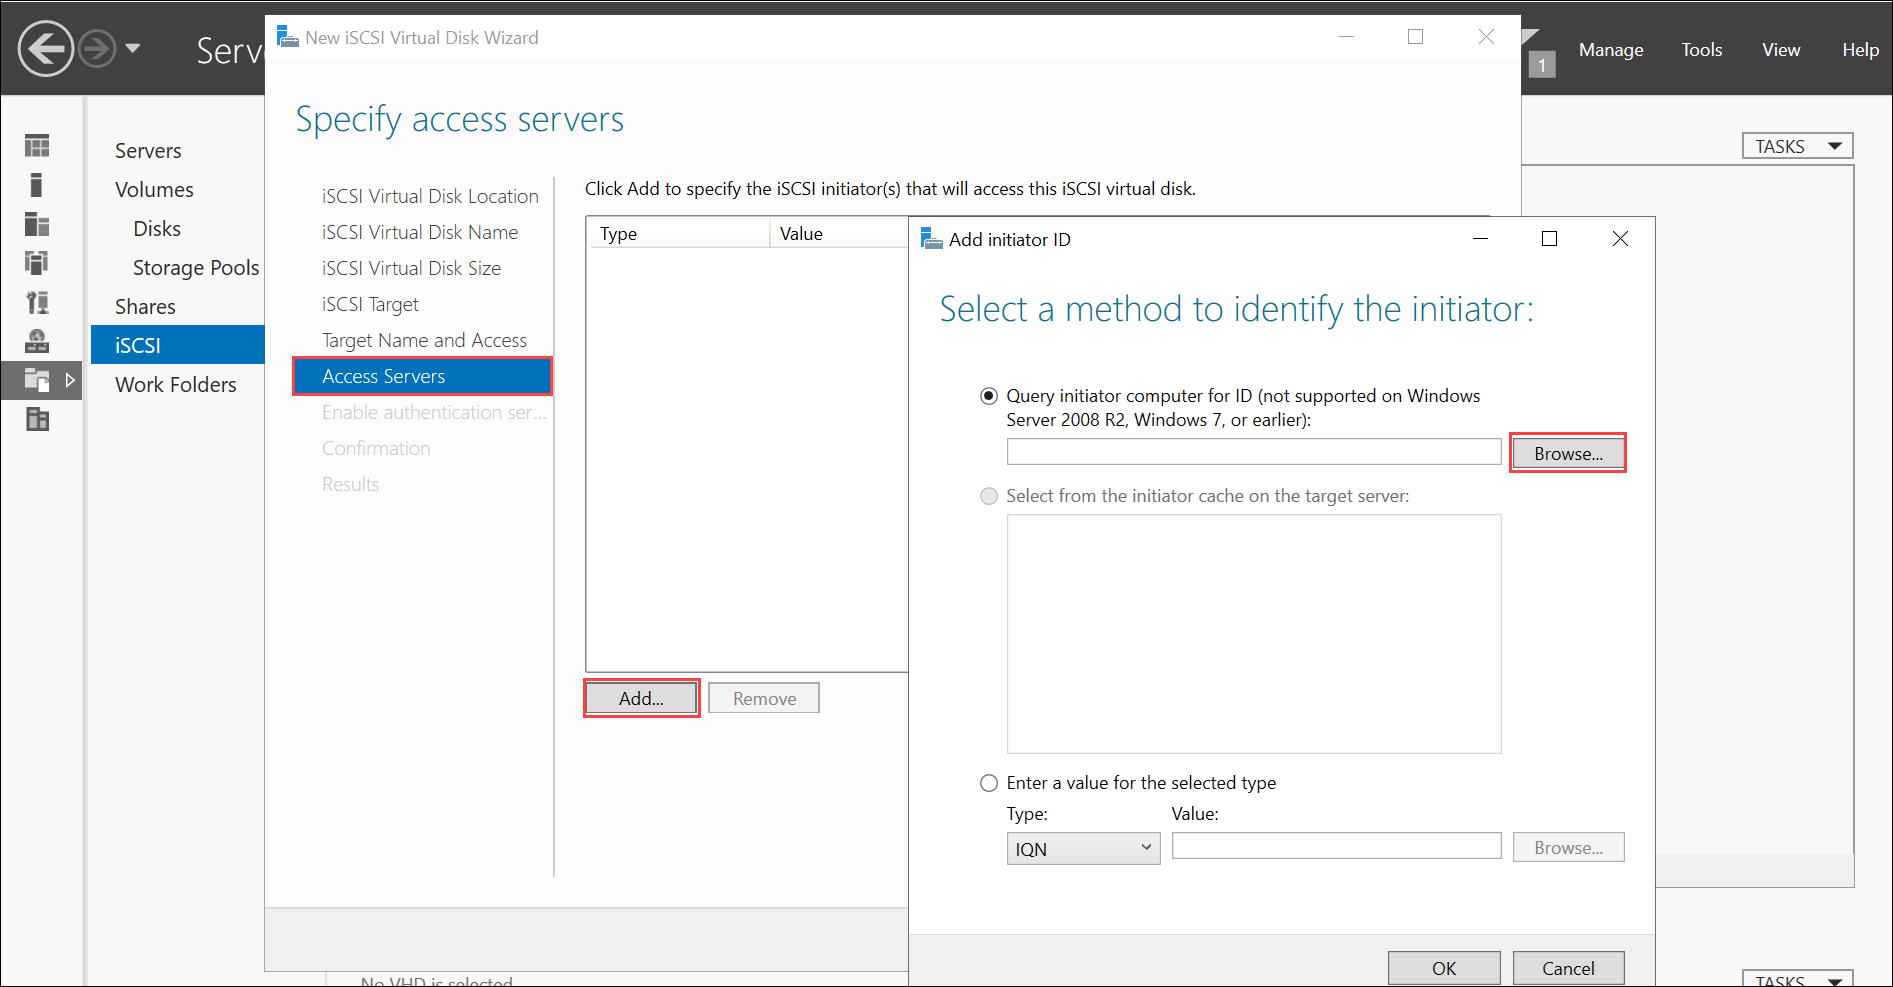 Serv
New iSCSI Virtual Disk Wizard
1
Manage
Tools
View
Help
Specify access servers
Servers
Volumes
Disks
Storage Pools
Shares
iSCSI
Work Folders
TASKS
iSCSI Virtual Disk Location
iSCSI Virtual Disk Name
iSCSI Virtual Disk Size
iSCSI Target
Target Name and Access
Access Servers
Enable authentication ser...
Confirmation
Results
Click Add to specify the iSCSI initiator(s) that will access this iSCSI virtual disk.
Type Value
Add... Remove
Add initiator ID
Select a method to identify the initiator:
Query initiator computer for ID (not supported on Windows
Server 2008 R2, Windows 7, or earlier):
Browse...
Select from the initiator cache on the target server:
Enter a value for the selected type
Type: Value:
IQN Browse...
OK Cancel
No VHD is selected
TASKS